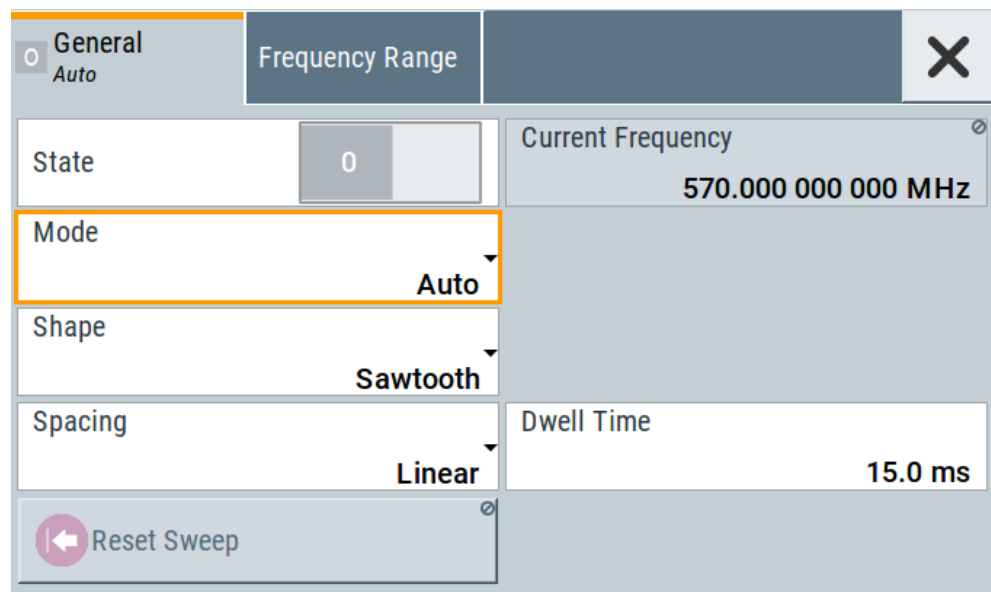 0 General
Auto
Frequency Range
State 0
Current Frequency
570.000 000 000 MHz
Mode
Auto
Shape
Sawtooth
Spacing
Linear
Dwell Time
15.0 ms
Reset Sweep